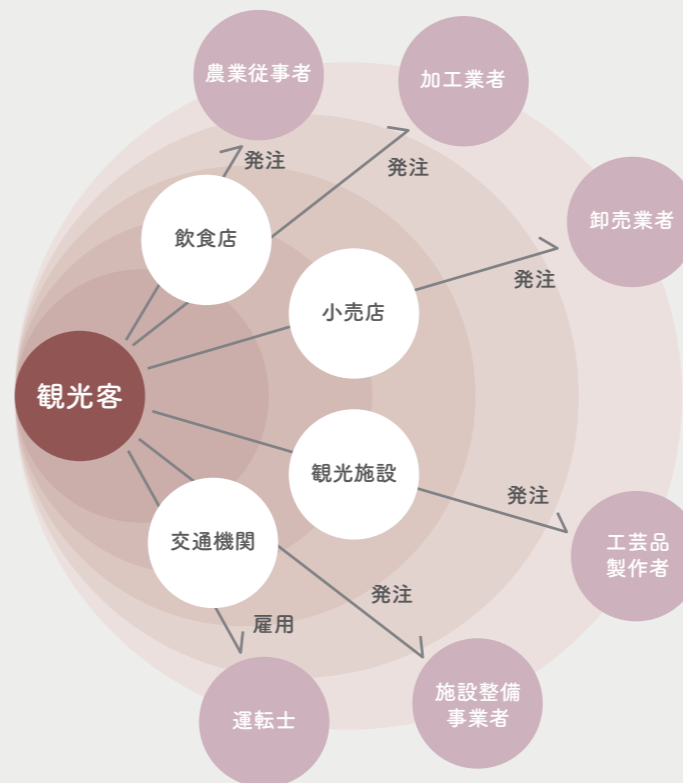 農業従事者
加工業者
発注
発注
卸売業者
飲食店
発注
小売店
観光客
観光施設
発注
交通機関
工芸品
製作者
発注
雇用
施設整備
事業者
運転士